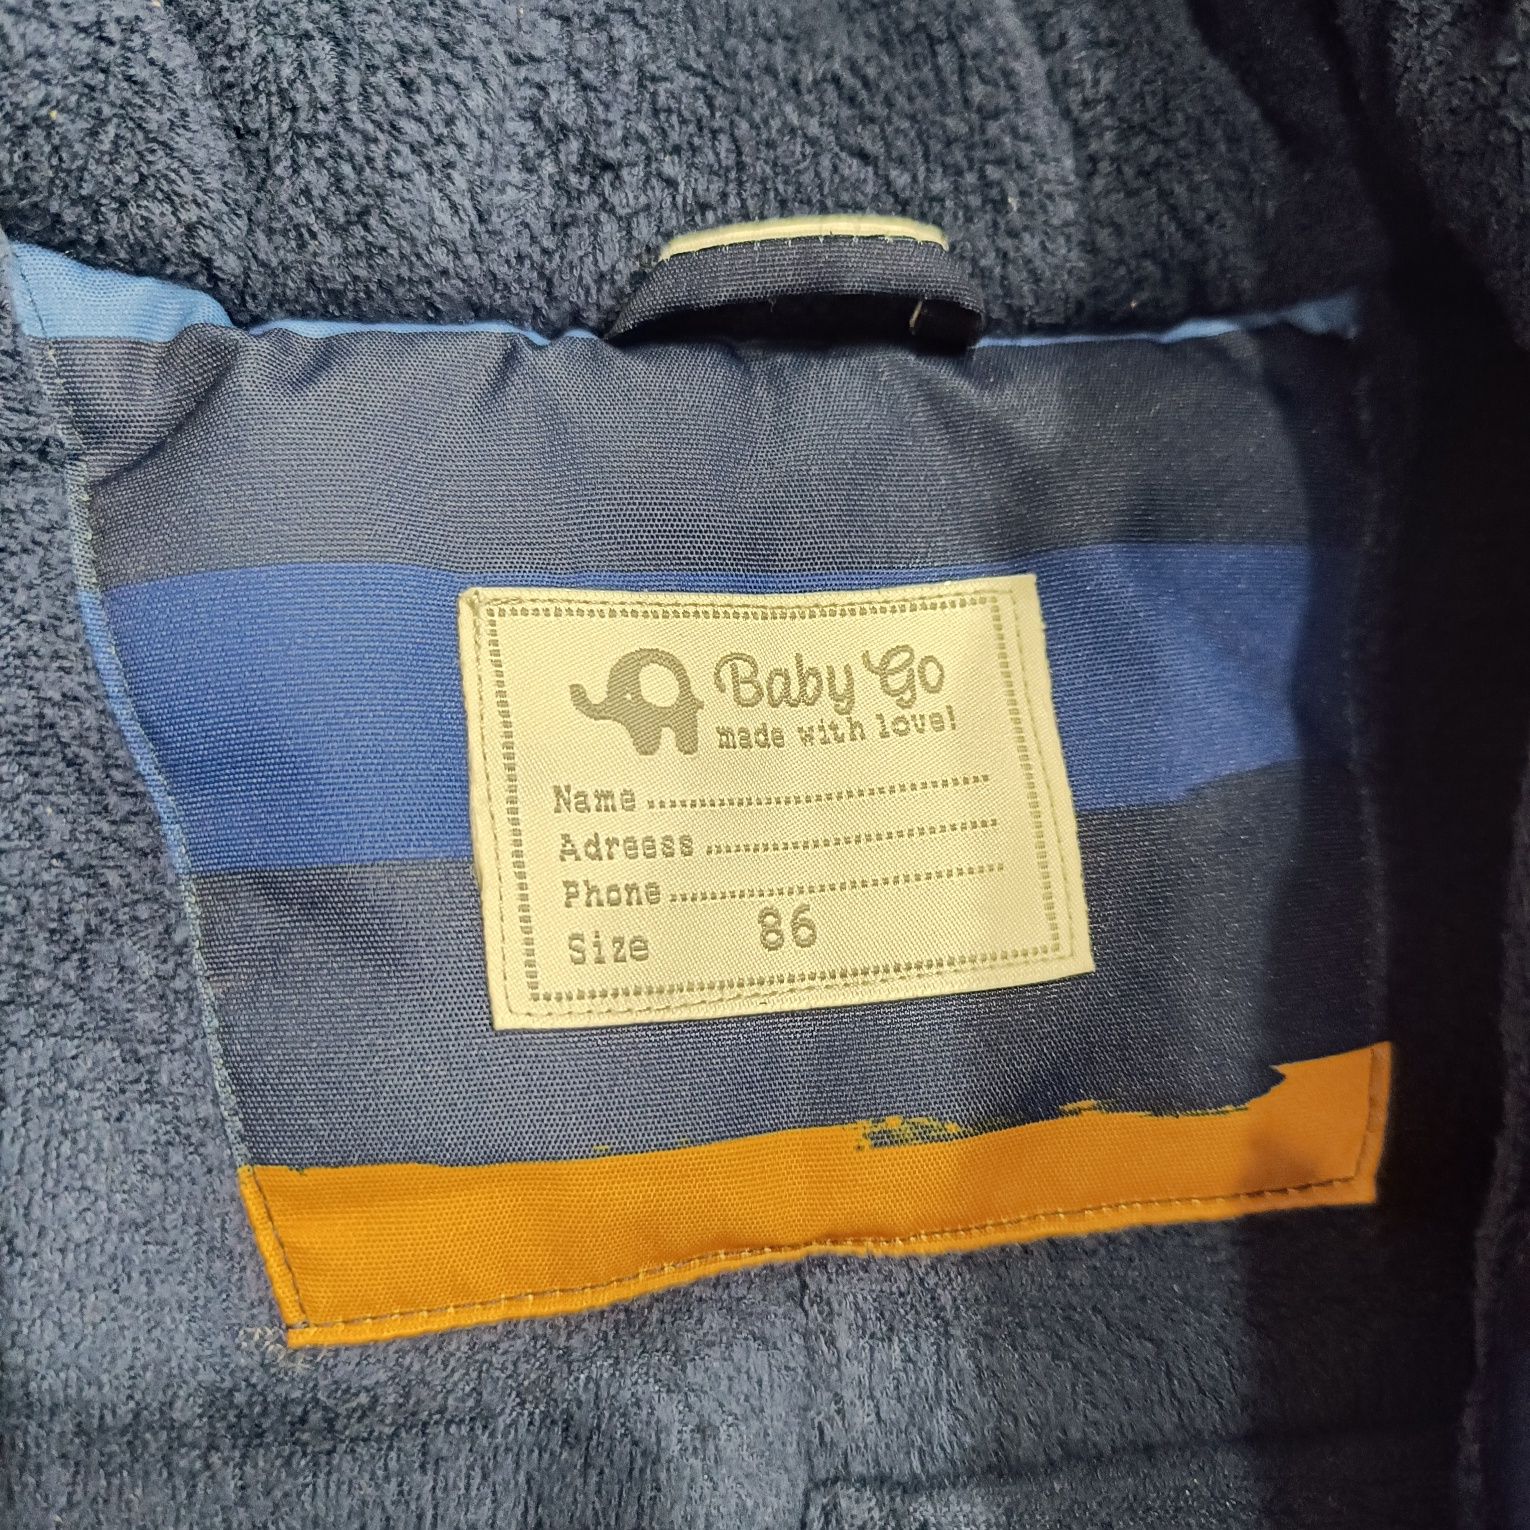 Baby Go
made with love!
Name
Adreess
Phone
Size 86